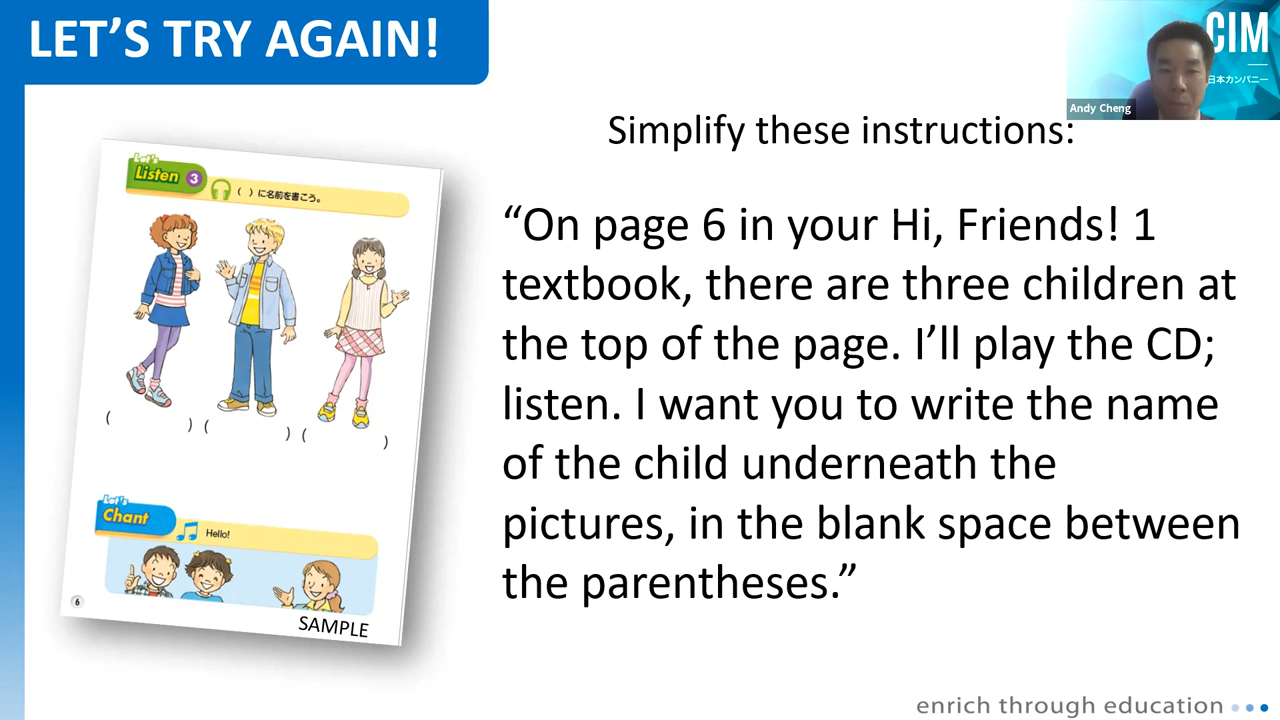 LET’S TRY AGAIN!
CIM
日本カンパニー
Andy Cheng
Simplify these instructions:
“On page 6 in your Hi, Friends! 1
textbook, there are three children at
the top of the page. I’ll play the CD;
listen. I want you to write the name
of the child underneath the
pictures, in the blank space between
the parentheses.”
Let's
Listen 3
( ) に名前を書こう。
( ) ( ) ( )
Let's
Chant
Hello!
6
SAMPLE
enrich through education